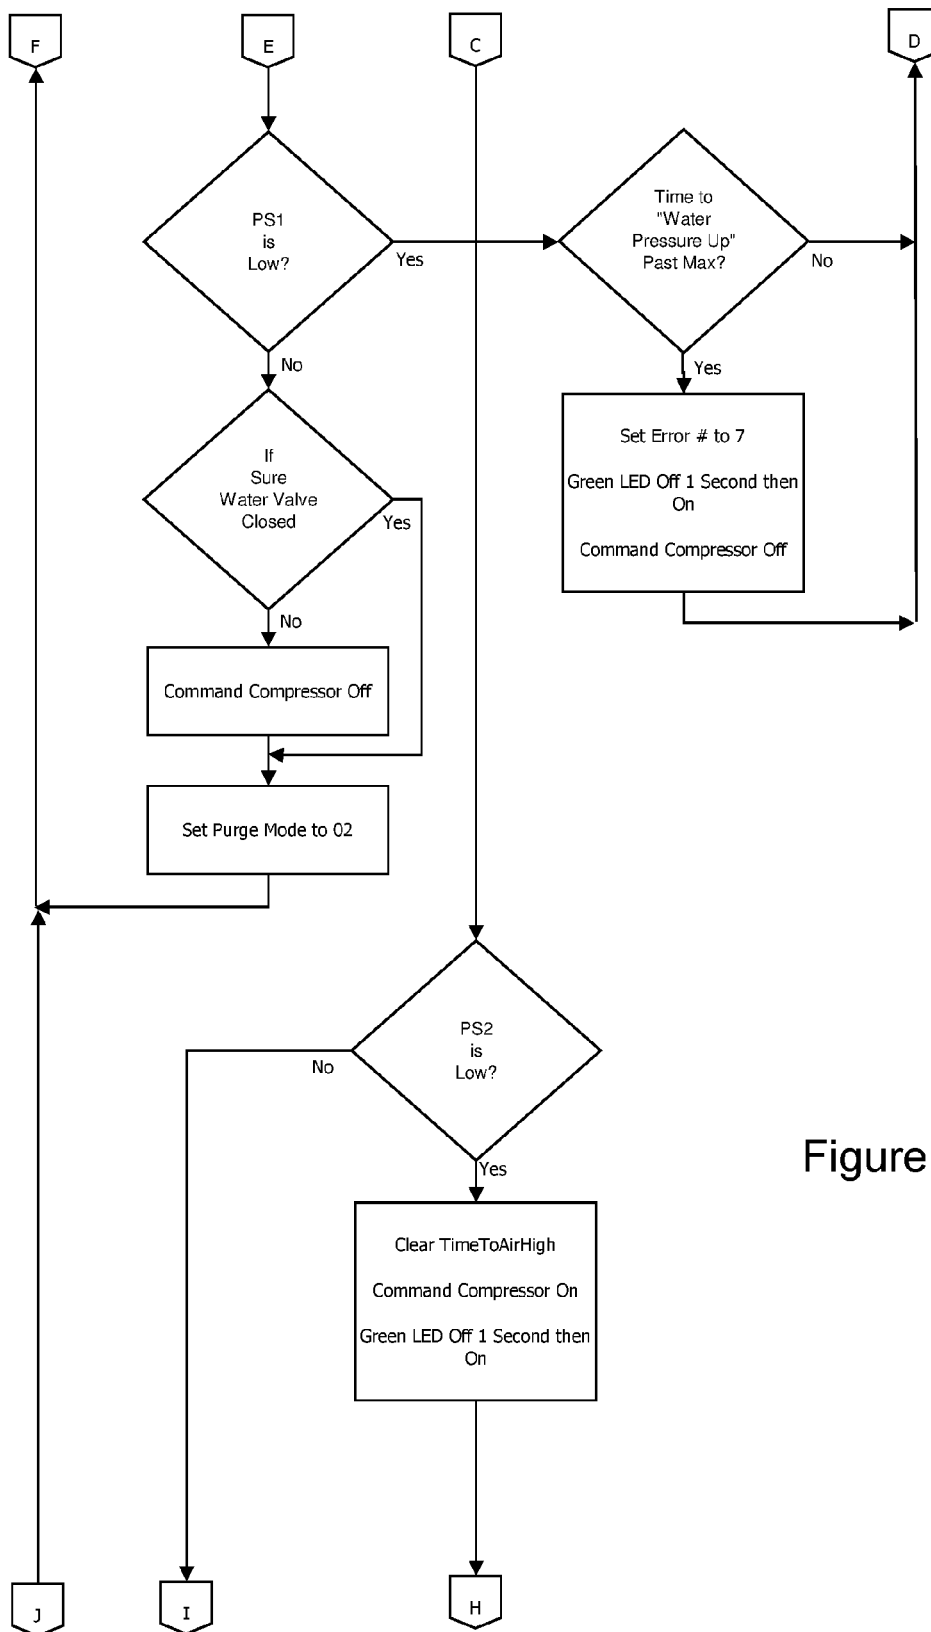 F
E
C
D
PS1
is
Low?
Yes
Time to
"Water
Pressure Up"
Past Max?
No
No
Yes
If
Sure
Water Valve
Closed
Yes
Set Error # to 7
Green LED Off 1 Second then
On
Command Compressor Off
No
Command Compressor Off
Set Purge Mode to 02
PS2
is
Low?
No
Yes
Figure
Clear TimeToAirHigh
Command Compressor On
Green LED Off 1 Second then
On
J
I
H